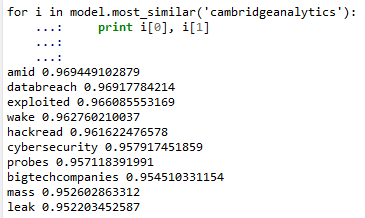 for i in model.most_similar('cambridgeanalytics'):
...: print i[0], i[1]
...:
...:
amid 0.969449102879
databreach 0.96917784214
exploited 0.966085553169
wake 0.962760210037
hackread 0.961622476578
cybersecurity 0.957917451859
probes 0.957118391991
bigtechcompanies 0.954510331154
mass 0.952602863312
leak 0.952203452587